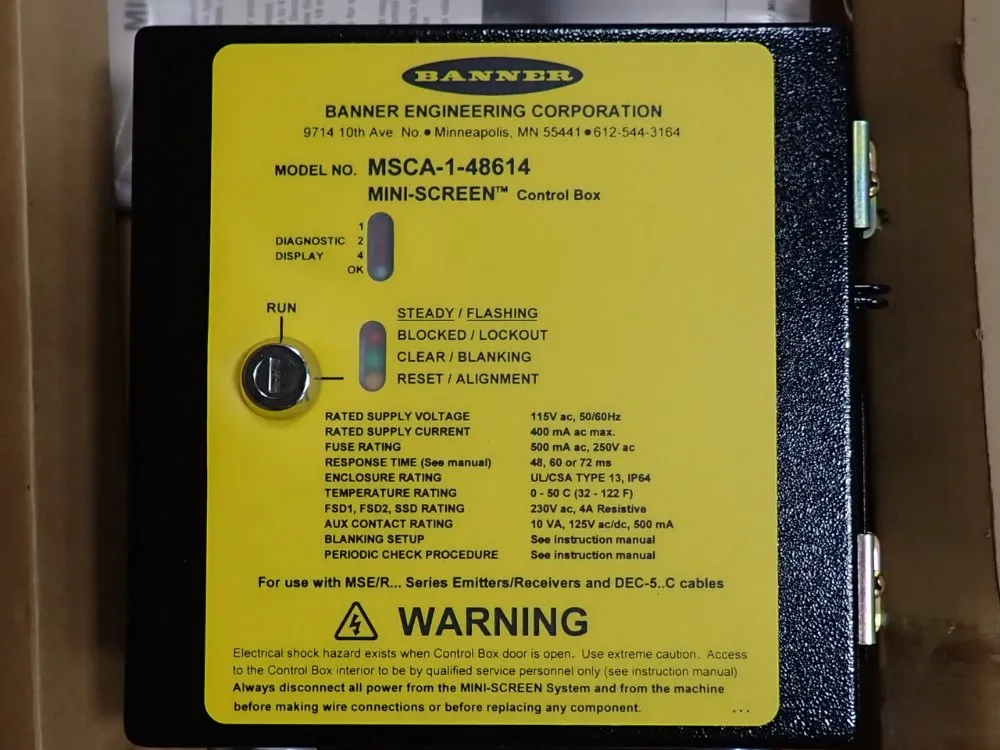 BANNER
BANNER ENGINEERING CORPORATION
9714 10th Ave. No. ● Minneapolis, MN 55441 ● 612-544-3164
MODEL NO. MSCA-1-48614
MINI-SCREEN™ Control Box
1
DIAGNOSTIC 2
DISPLAY 4
OK
RUN
STEADY / FLASHING
BLOCKED / LOCKOUT
CLEAR / BLANKING
RESET / ALIGNMENT
RATED SUPPLY VOLTAGE 115V ac, 50/60Hz
RATED SUPPLY CURRENT 400 mA ac max.
FUSE RATING 500 mA ac, 250V ac
RESPONSE TIME (See manual) 48, 60 or 72 ms
ENCLOSURE RATING UL/CSA TYPE 13, IP64
TEMPERATURE RATING 0 - 50 C (32 - 122 F)
FSD1, FSD2, SSD RATING 230V ac, 4A Resistive
AUX CONTACT RATING 10 VA, 125V ac/dc, 500 mA
BLANKING SETUP See instruction manual
PERIODIC CHECK PROCEDURE See instruction manual
For use with MSE/R... Series Emitters/Receivers and DEC-5..C cables
WARNING
Electrical shock hazard exists when Control Box door is open. Use extreme caution. Access
to the Control Box interior to be by qualified service personnel only (see instruction manual)
Always disconnect all power from the MINI-SCREEN System and from the machine
before making wire connections or before replacing any component. ...